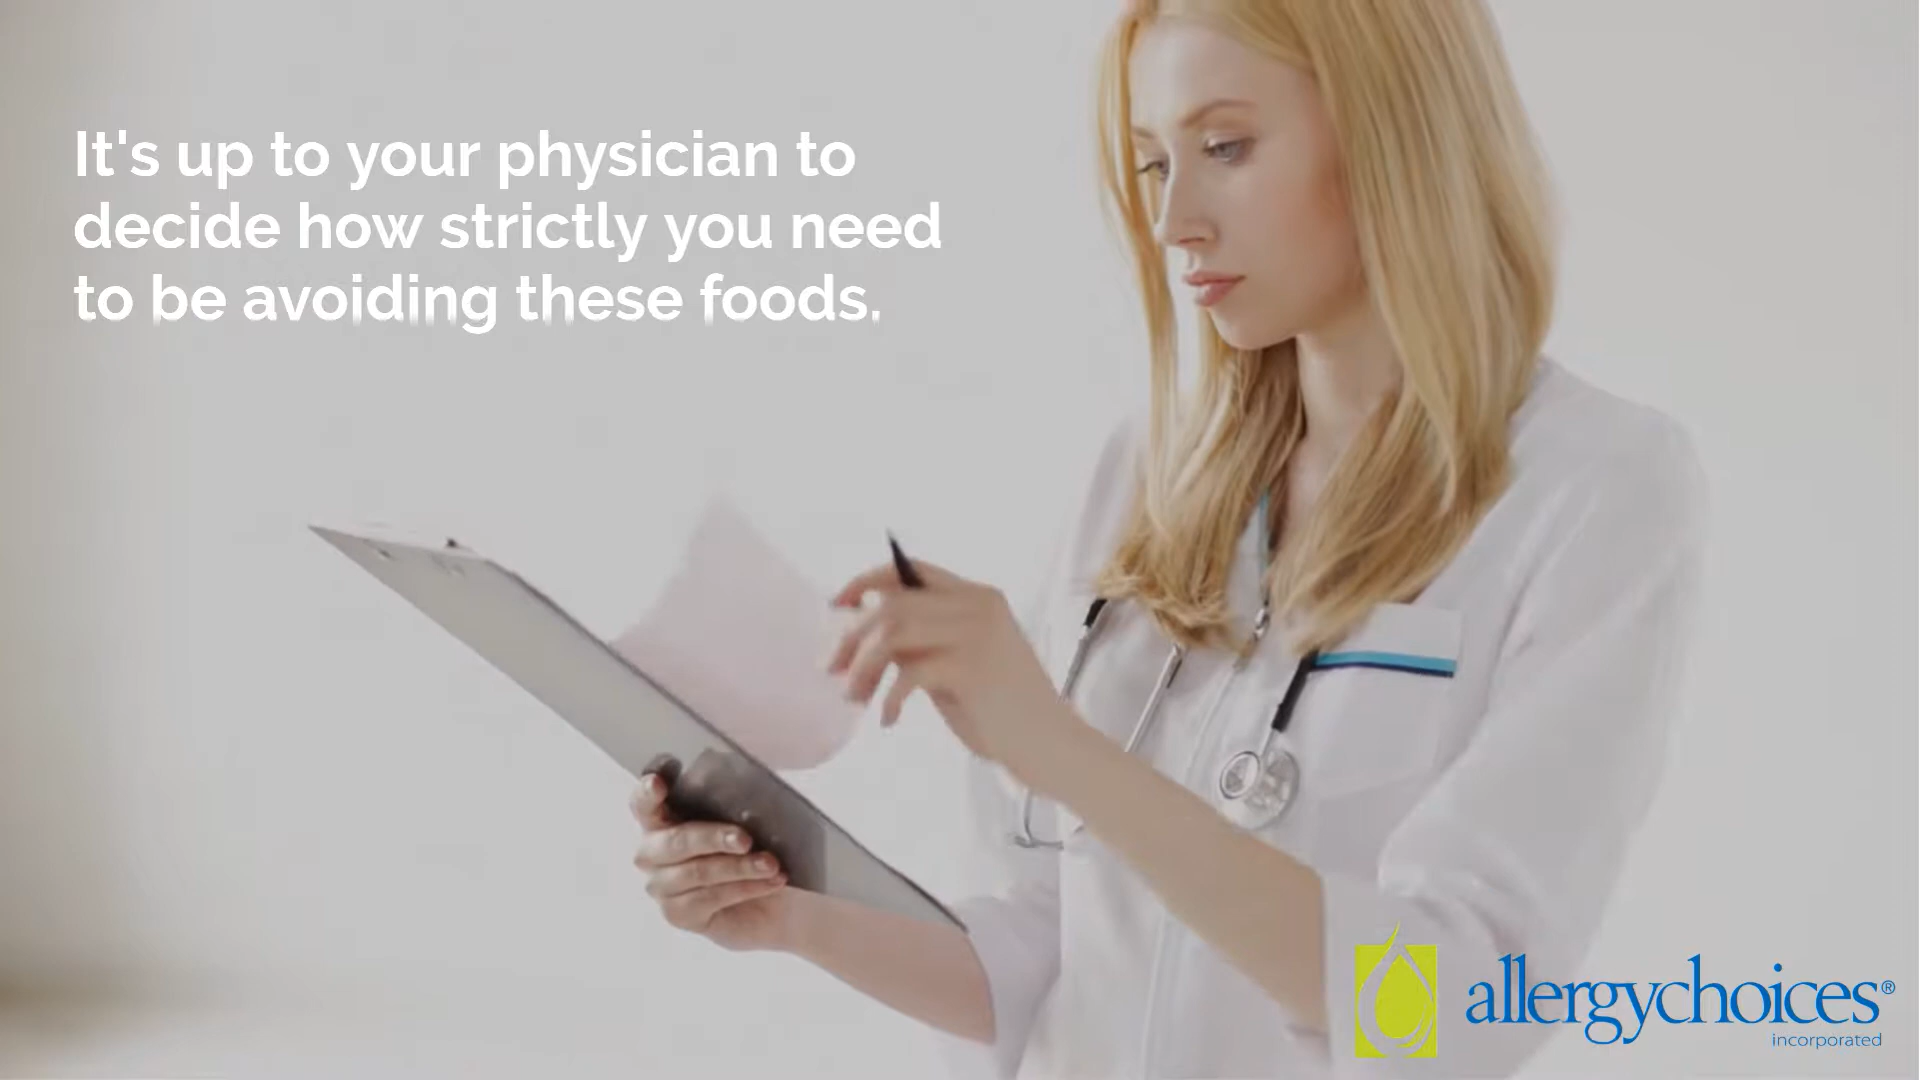 It's up to your physician to
decide how strictly you need
to be avoiding these foods.
allergychoices®
incorporated